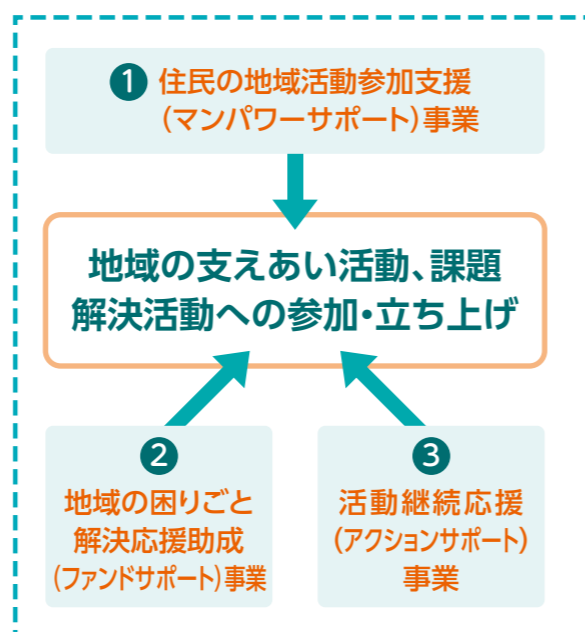 ❶ 住民の地域活動参加支援
(マンパワーサポート)事業
地域の支えあい活動、課題
解決活動への参加・立ち上げ
❷
地域の困りごと
解決応援助成
(ファンドサポート)事業
❸
活動継続応援
(アクションサポート)
事業